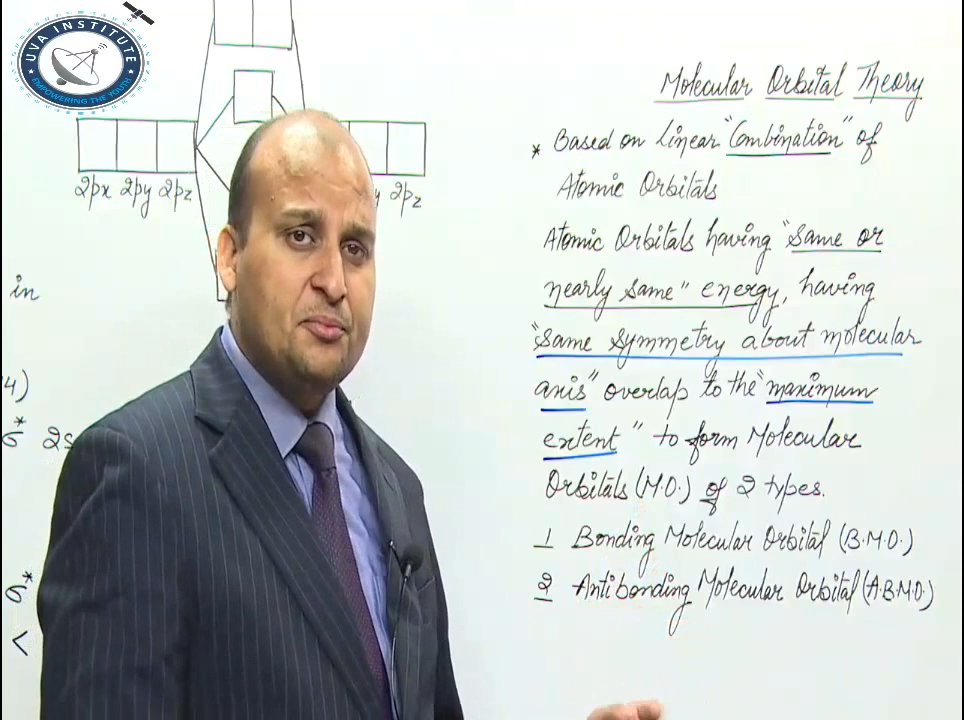 UVA INSTITUTE
EMPOWERING THE YOUTH
2px 2py 2pz
y 2pz
in
4)
σ* 2s
σ*
<
Molecular Orbital Theory
* Based on Linear "Combination" of
Atomic Orbitals
Atomic Orbitals having "same or
nearly same" energy, having
"same symmetry about molecular
axis" overlap to the "maximum
extent" to form Molecular
Orbitals (M.O.) of 2 types.
1 Bonding Molecular Orbital (B.M.O.)
2 Antibonding Molecular Orbital (A.B.M.O.)